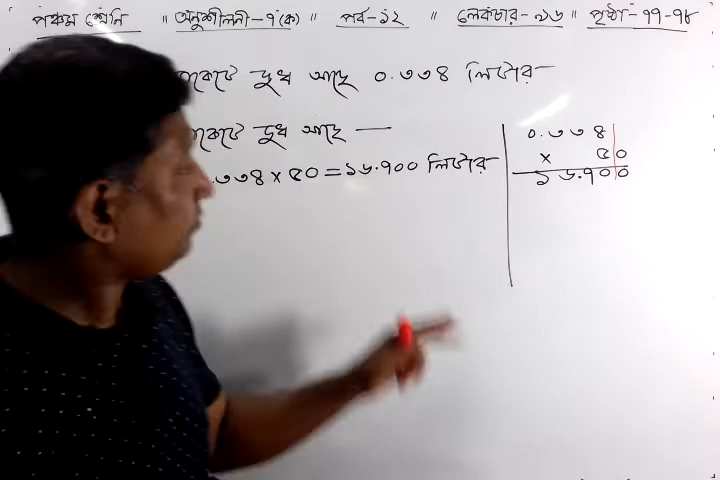 পঞ্চম শ্রেণি " অনুশীলনী-৭(ক) " পর্ব-১২ " লেকচার-৯৬ " পৃষ্ঠা-৭৭-৭৮
কেটে দুধ আছে ০.৩৩৪ লিটার
কেটে দুধ আছে —
.৩৩৪ x ৫০ = ১৬.৭০০ লিটার
০.৩৩৪
x ৫০
১৬.৭০০